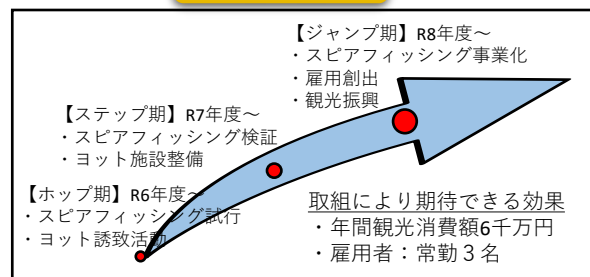 【ジャンプ期】R8年度～
・スピアフィッシング事業化
・雇用創出
・観光振興
【ステップ期】R7年度～
・スピアフィッシング検証
・ヨット施設整備
【ホップ期】R6年度～
・スピアフィッシング試行
・ヨット誘致活動
取組により期待できる効果
・年間観光消費額6千万円
・雇用者：常勤３名